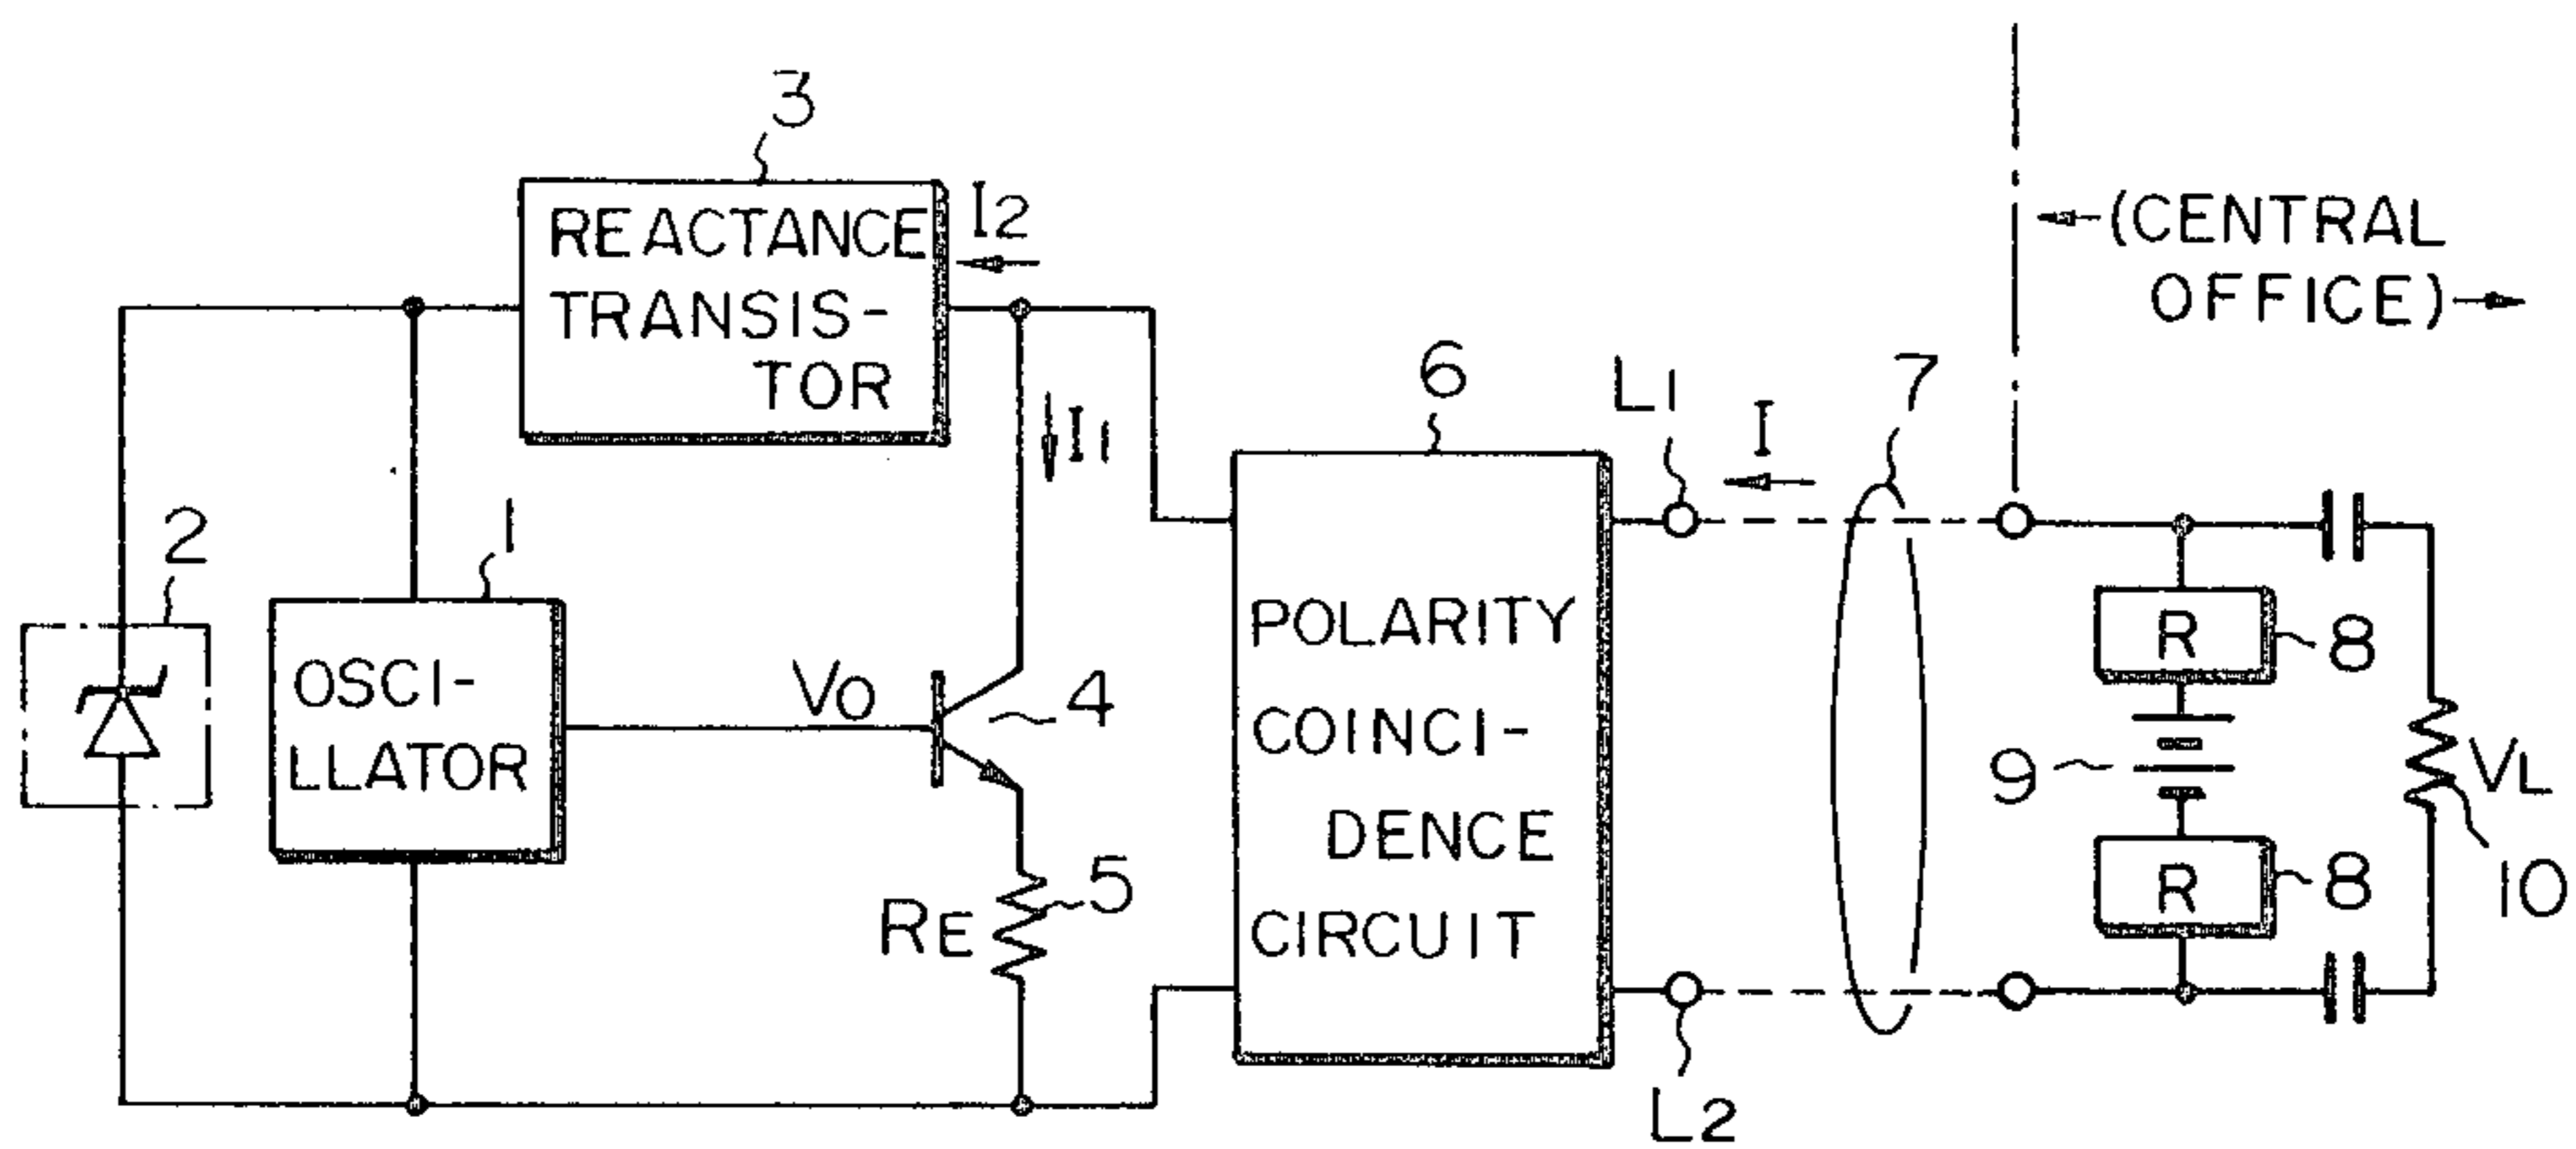 3
REACTANCE
TRANSIS-
TOR
I2
I1
(CENTRAL
OFFICE)
6
L1
I
7
2
1
OSCI-
LLATOR
VO
4
5
RE
POLARITY
COINCI-
DENCE
CIRCUIT
L2
R
8
9
R
8
VL
10